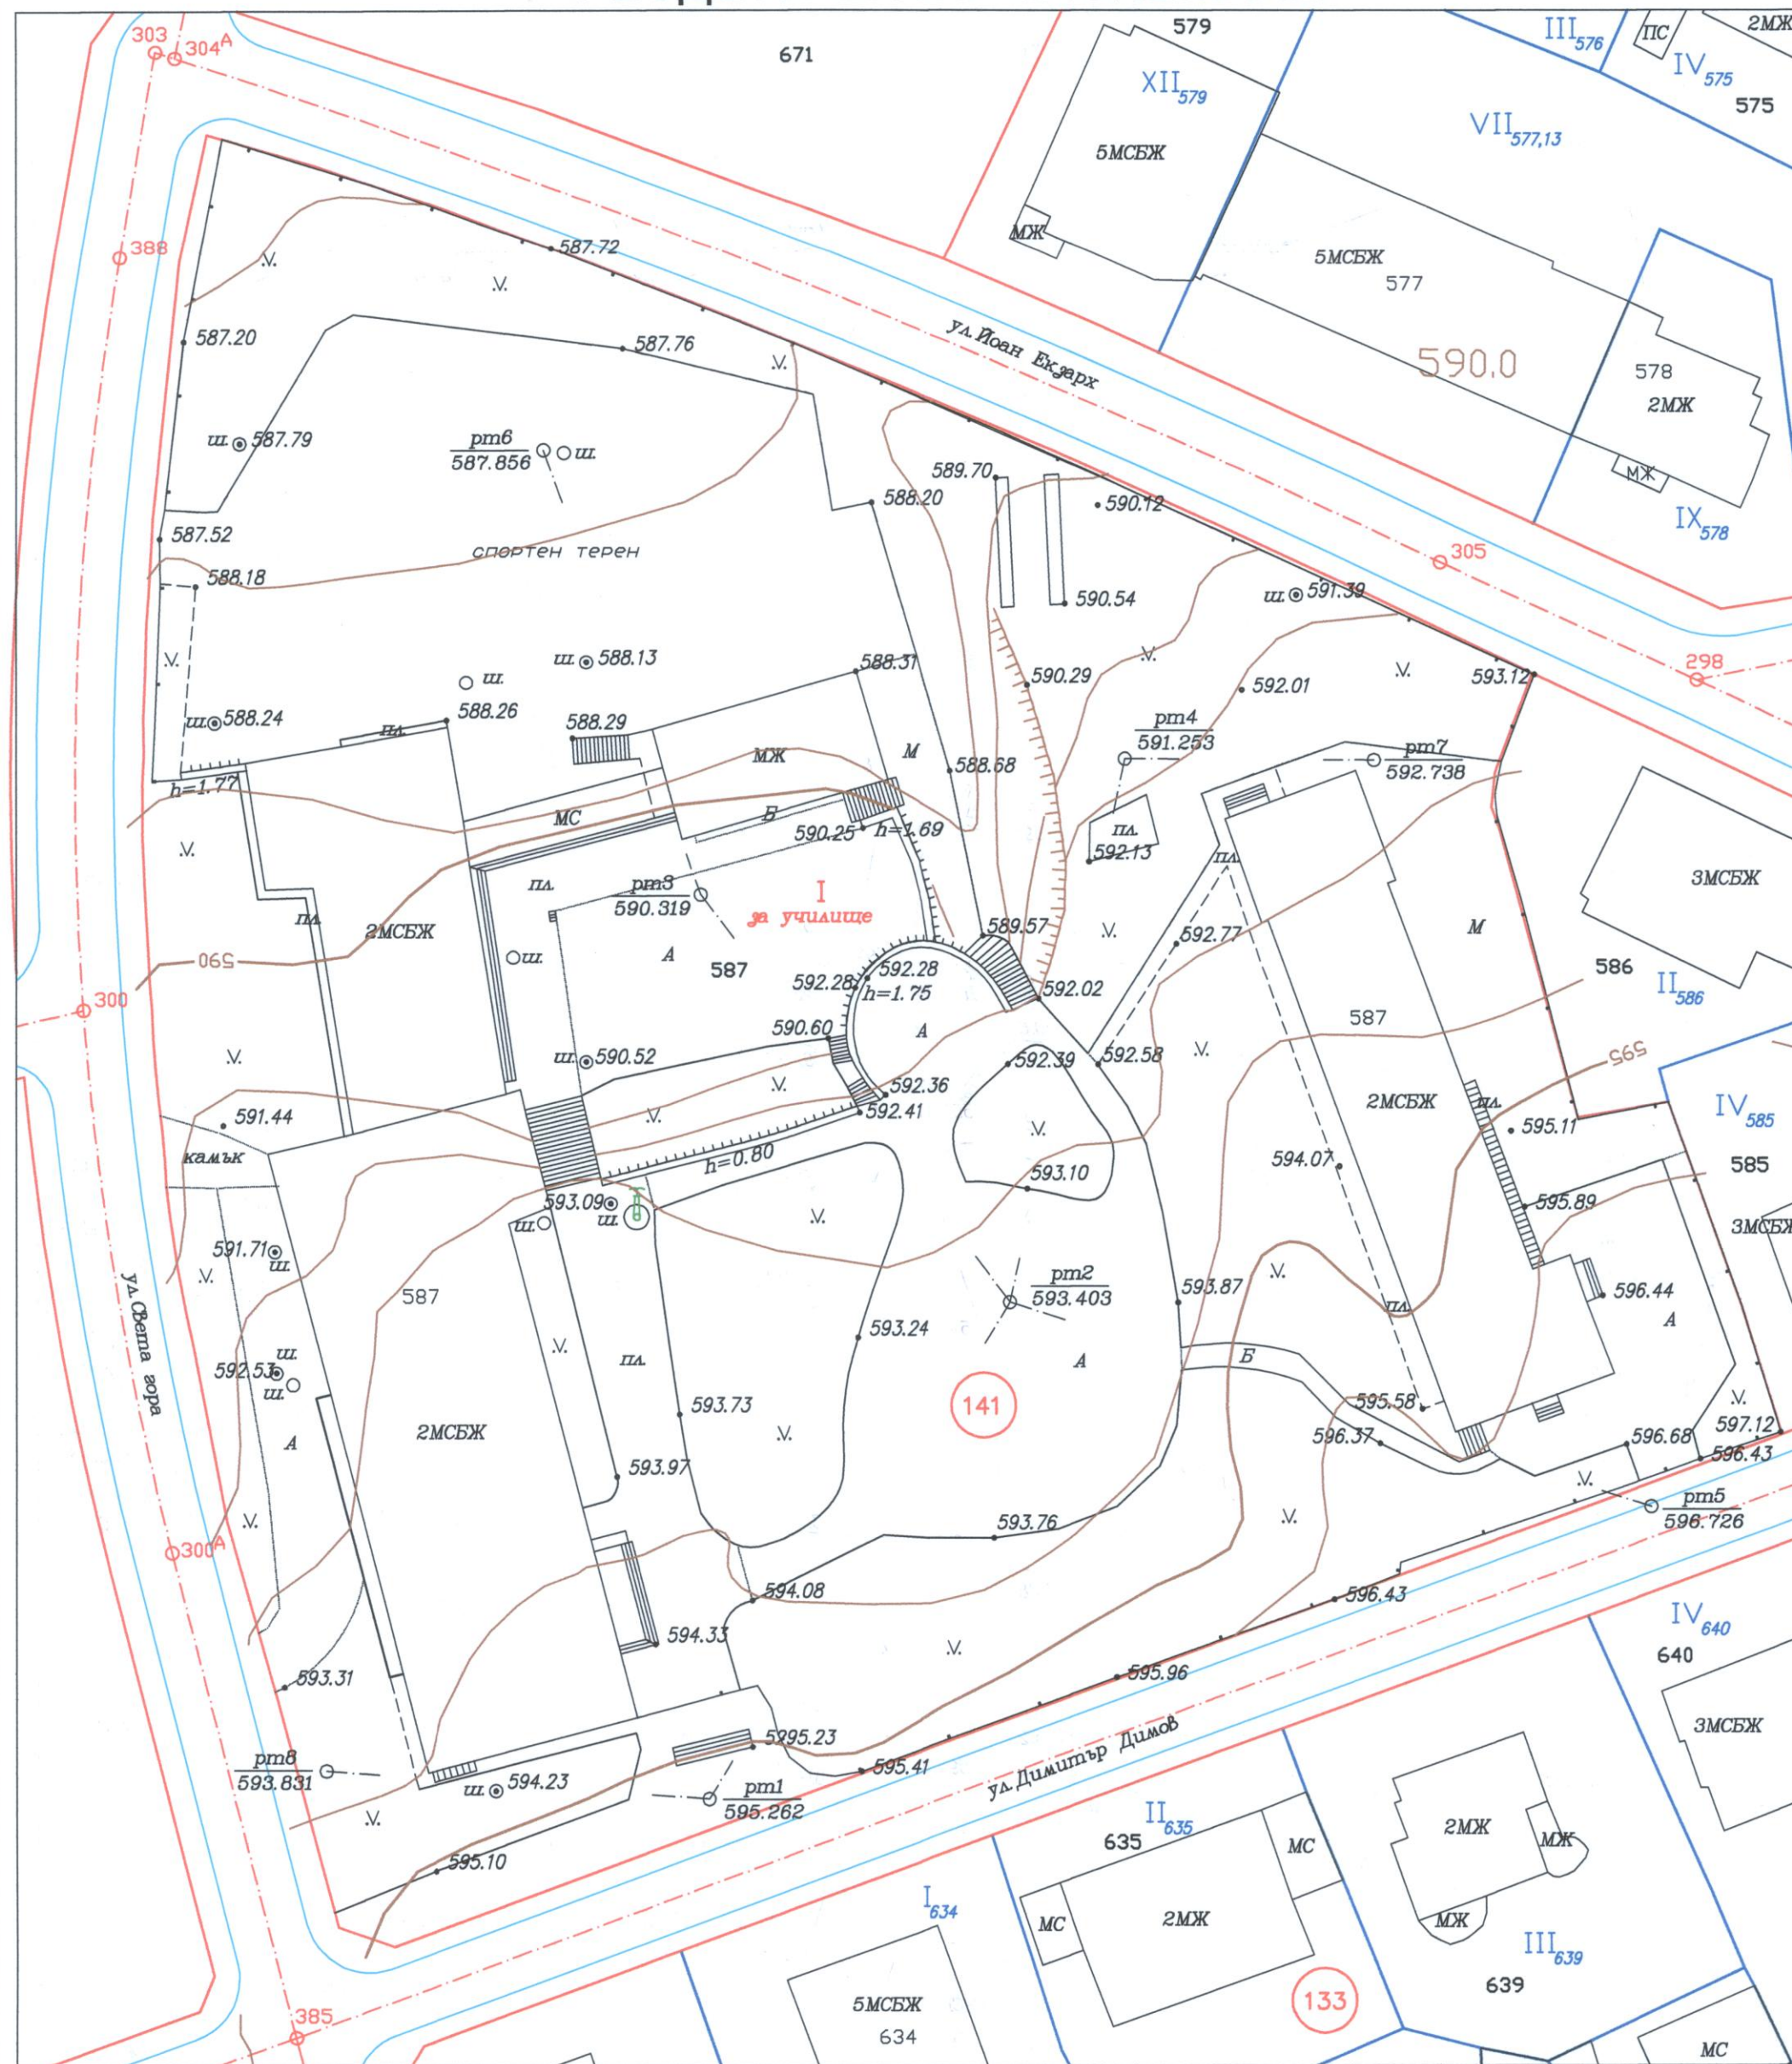 303
304А
671
579
XII579
5МСБЖ
МЖ
III576
ПС
2МЖ
IV575
575
VII577,13
388
587.72
5МСБЖ
577
ул. Йоан Екзарх
590.0
578
2МЖ
МЖ
IX578
587.20
587.76
ш. 587.79
рт6
587.856
ш.
589.70
588.20
590.12
305
587.52
спортен терен
588.18
590.54
ш. 591.39
298
ш. 588.13
588.31
590.29
592.01
593.12
ш.
ш. 588.24
588.26
588.29
пл.
МЖ
М
рт4
591.253
рт7
592.738
588.68
h=1.77
МС
Б
590.25
h=1.69
пл.
592.13
пл.
3МСБЖ
пл.
рт3
590.319
I
за училище
пл.
2МСБЖ
589.57
592.77
М
590
ш.
А
587
592.28
592.28
h=1.75
592.02
586
II586
300
587
590.60
А
ш. 590.52
592.39
592.58
595
592.36
592.41
2МСБЖ
пл.
IV585
591.44
камък
595.11
585
h=0.80
593.10
594.07
593.09
ш.
ш.
595.89
3МСБЖ
591.71
ш.
587
рт2
593.403
593.87
596.44
ул. Света гора
593.24
пл.
А
ш.
592.53
ш.
пл.
А
Б
141
595.58
593.73
А
2МСБЖ
596.37
596.68
597.12
596.43
593.97
рт5
596.726
593.76
300А
594.08
596.43
IV640
640
594.33
593.31
595.96
3МСБЖ
5295.23
ул. Димитър Димов
рт8
593.831
595.41
ш. 594.23
рт1
595.262
II635
635
2МЖ
МЖ
МС
595.10
I634
МС
2МЖ
МЖ
III639
639
133
5МСБЖ
634
385
МС